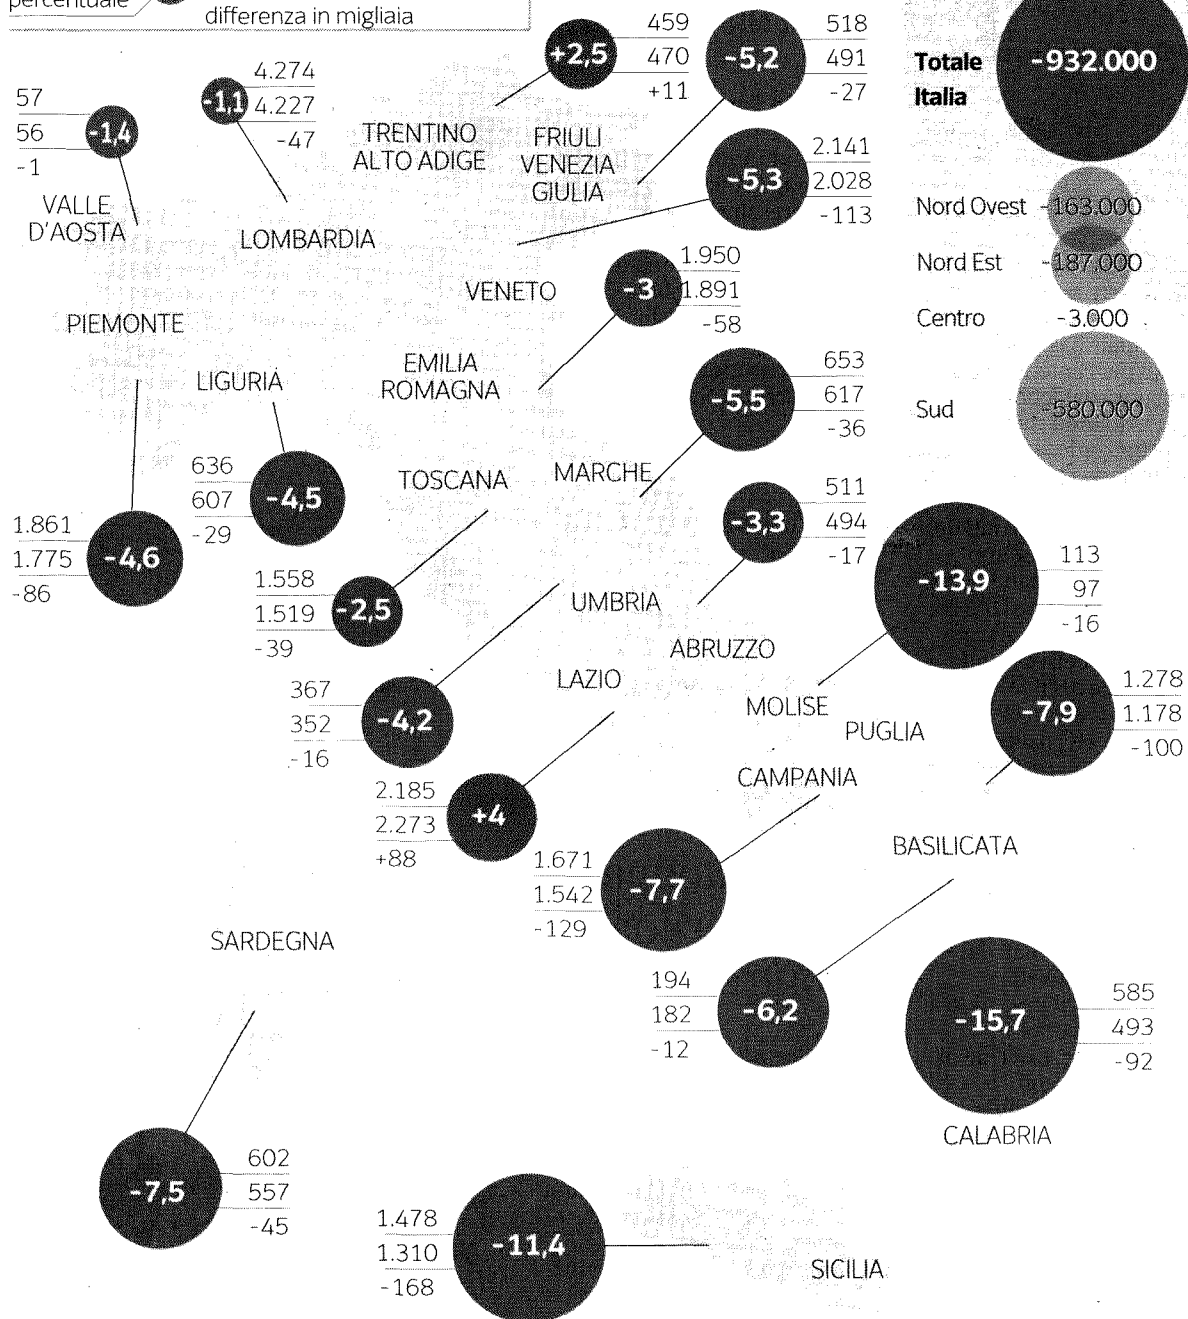 percentuale
differenza in migliaia
459
+2,5
470
+11
TRENTINO
ALTO ADIGE
518
-5,2
491
-27
FRIULI
VENEZIA
GIULIA
Totale
Italia
-932.000
Nord Ovest -163.000
Nord Est -187.000
Centro -3.000
Sud -580.000
57
-1,4
56
-1
VALLE
D'AOSTA
4.274
-1,1
4.227
-47
LOMBARDIA
2.141
-5,3
2.028
-113
VENETO
1.950
-3
1.891
-58
EMILIA
ROMAGNA
PIEMONTE
1.861
-4,6
1.775
-86
LIGURIA
636
-4,5
607
-29
653
-5,5
617
-36
MARCHE
TOSCANA
1.558
-2,5
1.519
-39
511
-3,3
494
-17
ABRUZZO
UMBRIA
367
-4,2
352
-16
113
-13,9
97
-16
MOLISE
LAZIO
2.185
+4
2.273
+88
1.278
-7,9
1.178
-100
PUGLIA
CAMPANIA
1.671
-7,7
1.542
-129
BASILICATA
194
-6,2
182
-12
585
-15,7
493
-92
CALABRIA
SARDEGNA
602
-7,5
557
-45
1.478
-11,4
1.310
-168
SICILIA